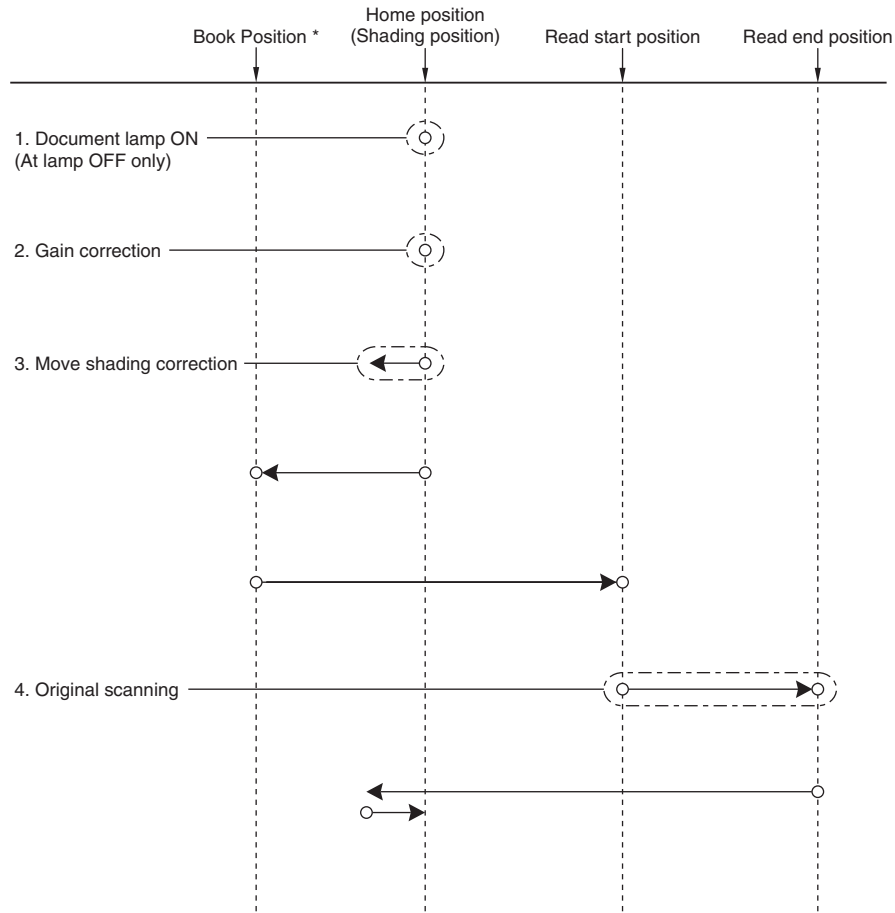 Book Position *
Home position
(Shading position)
Read start position
Read end position
1. Document lamp ON
(At lamp OFF only)
2. Gain correction
3. Move shading correction
4. Original scanning